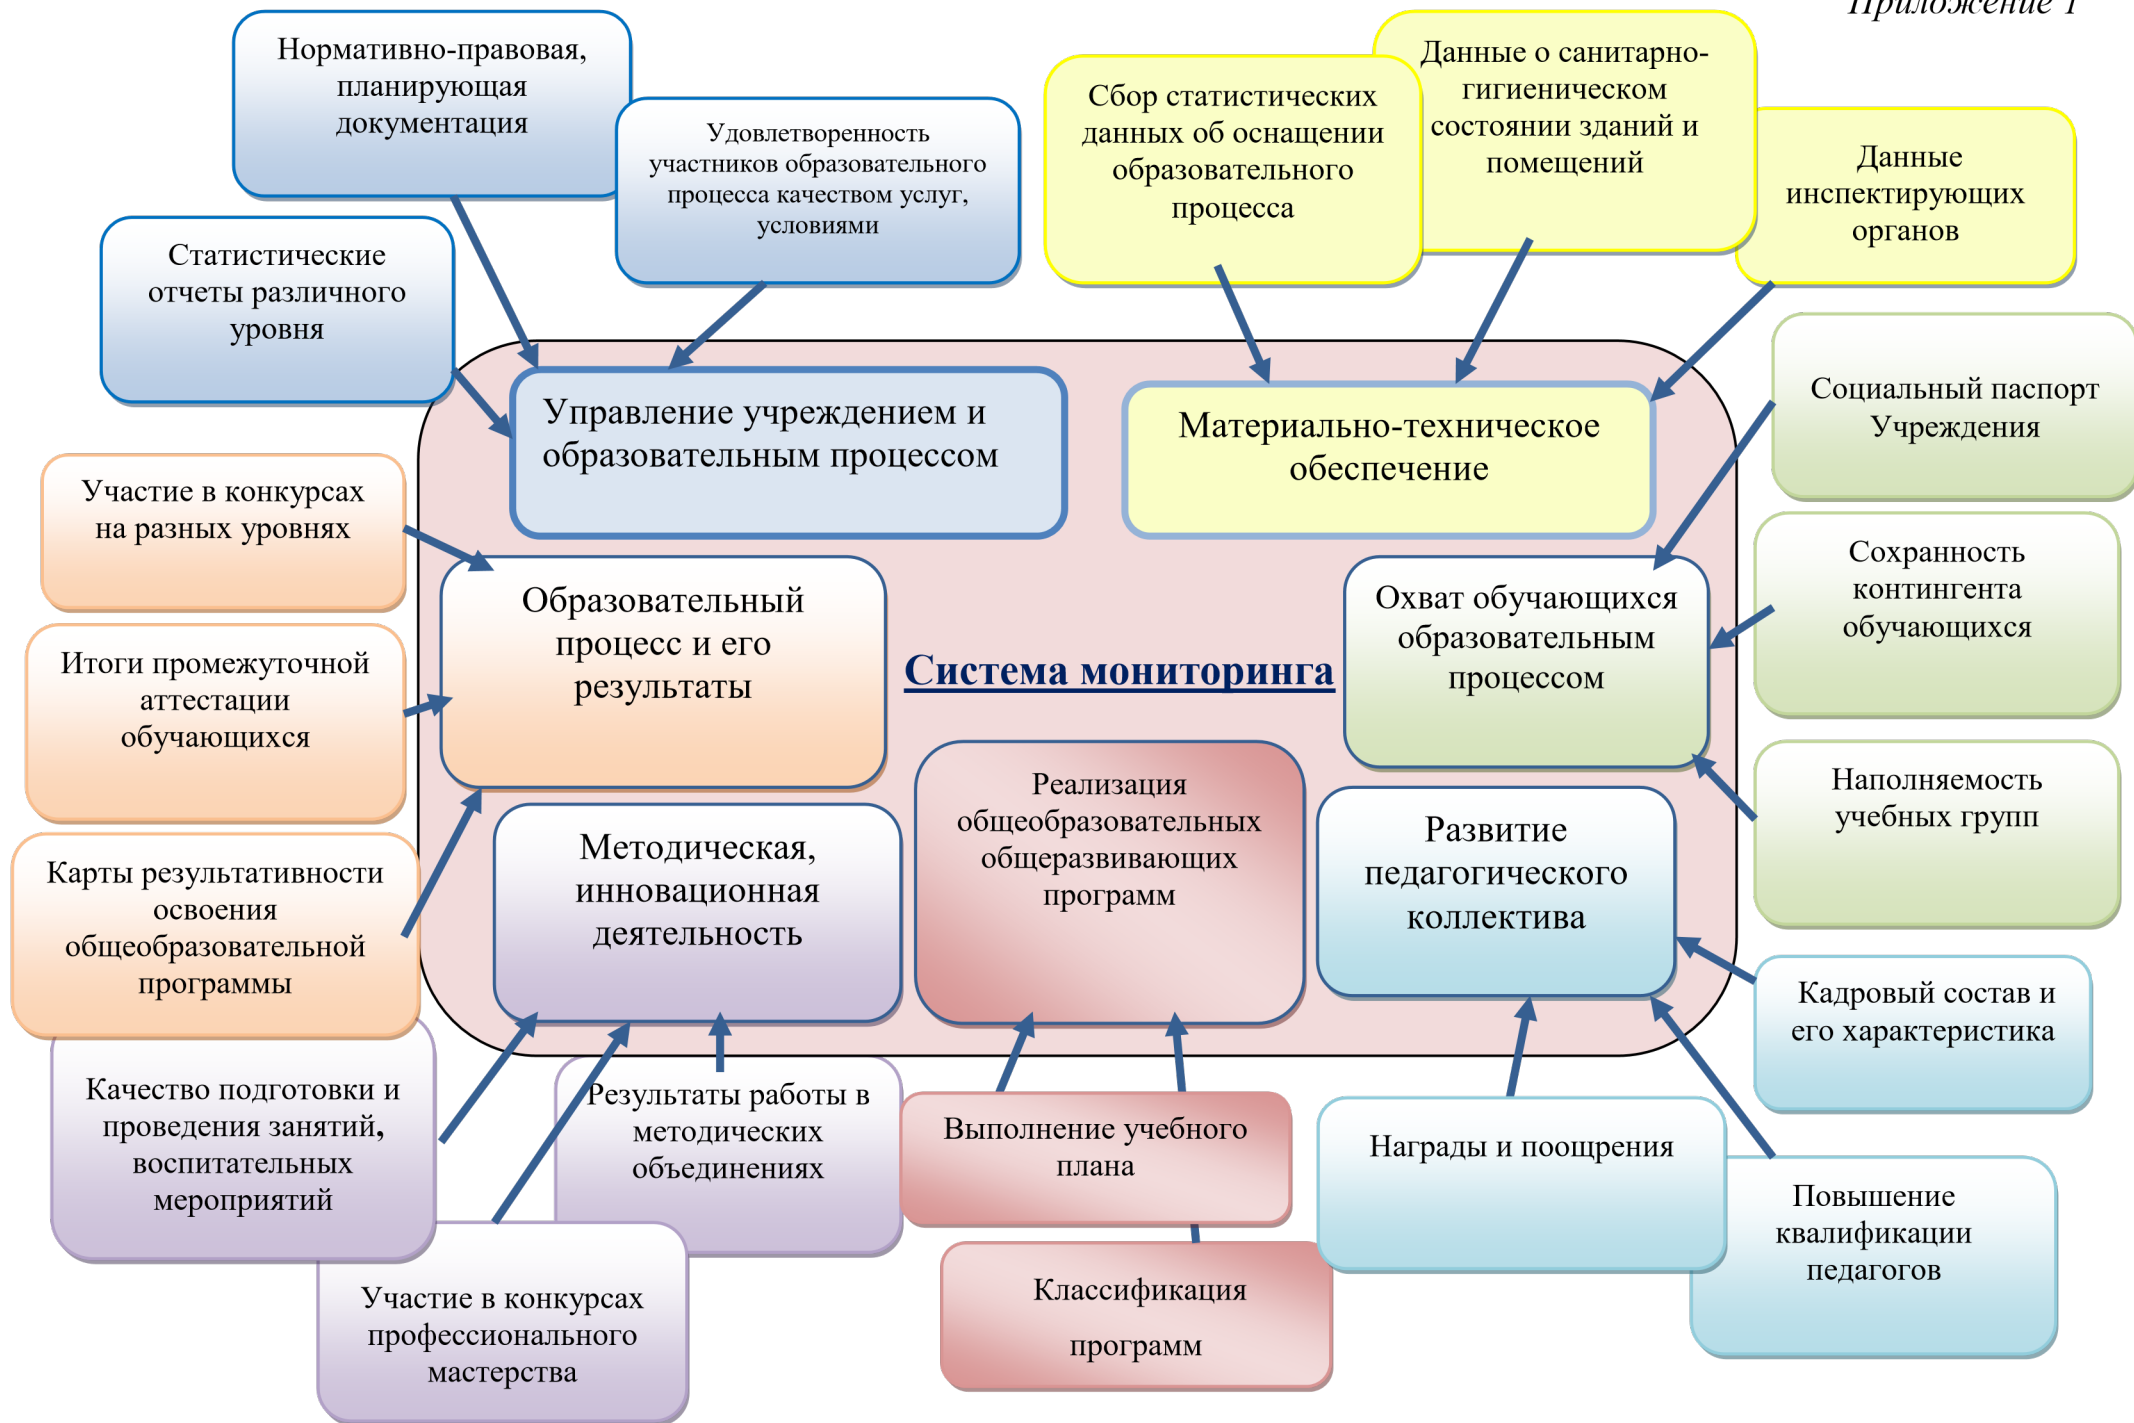 Приложение 1
Нормативно-правовая,
планирующая
документация
Удовлетворенность
участников образовательного
процесса качеством услуг,
условиями
Сбор статистических
данных об оснащении
образовательного
процесса
Данные о санитарно-
гигиеническом
состоянии зданий и
помещений
Данные
инспектирующих
органов
Статистические
отчеты различного
уровня
Социальный паспорт
Учреждения
Управление учреждением и
образовательным процессом
Материально-техническое
обеспечение
Участие в конкурсах
на разных уровнях
Сохранность
контингента
обучающихся
Образовательный
процесс и его
результаты
Система мониторинга
Охват обучающихся
образовательным
процессом
Итоги промежуточной
аттестации
обучающихся
Наполняемость
учебных групп
Карты результативности
освоения
общеобразовательной
программы
Методическая,
инновационная
деятельность
Реализация
общеобразовательных
общеразвивающих
программ
Развитие
педагогического
коллектива
Кадровый состав и
его характеристика
Качество подготовки и
проведения занятий,
воспитательных
мероприятий
Результаты работы в
методических
объединениях
Выполнение учебного
плана
Награды и поощрения
Повышение
квалификации
педагогов
Участие в конкурсах
профессионального
мастерства
Классификация
программ